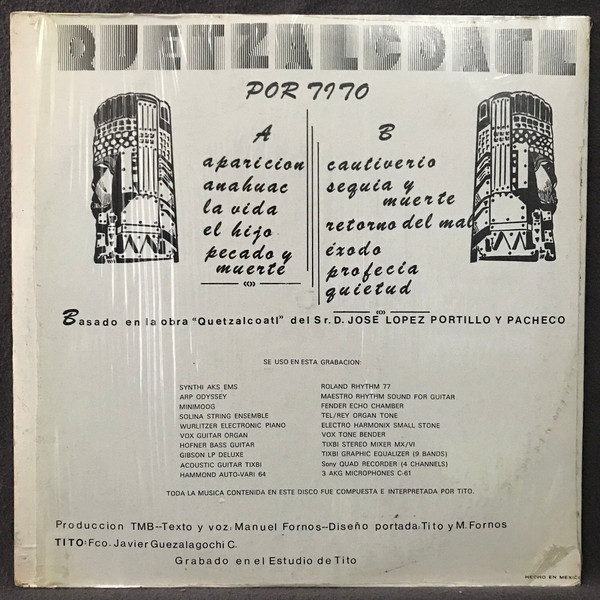 QUETZALCOATL
POR TITO
A
aparicion
anahuac
la vida
el hijo
pecado y
muerte
B
cautiverio
sequia y
muerte
retorno del mal
éxodo
profecia
quietud
Basado en la obra "Quetzalcoatl" del Sr. D. JOSE LOPEZ PORTILLO Y PACHECO
SE USO EN ESTA GRABACION:
SYNTHI AKS EMS
ARP ODYSSEY
MINIMOOG
SOLINA STRING ENSEMBLE
WURLITZER ELECTRONIC PIANO
VOX GUITAR ORGAN
HOFNER BASS GUITAR
GIBSON LP DELUXE
ACOUSTIC GUITAR TIXBI
HAMMOND AUTO-VARI 64
ROLAND RHYTHM 77
MAESTRO RHYTHM SOUND FOR GUITAR
FENDER ECHO CHAMBER
TEL/REY ORGAN TONE
ELECTRO HARMONIX SMALL STONE
VOX TONE BENDER
TIXBI STEREO MIXER MX/VI
TIXBI GRAPHIC EQUALIZER (9 BANDS)
Sony QUAD RECORDER (4 CHANNELS)
3 AKG MICROPHONES C-61
TODA LA MUSICA CONTENIDA EN ESTE DISCO FUE COMPUESTA E INTERPRETADA POR TITO.
Produccion TMB--Texto y voz: Manuel Fornos--Diseño portada: Tito y M. Fornos
TITO: Fco. Javier Guezalagochi C.
Grabado en el Estudio de Tito
HECHO EN MEXICO